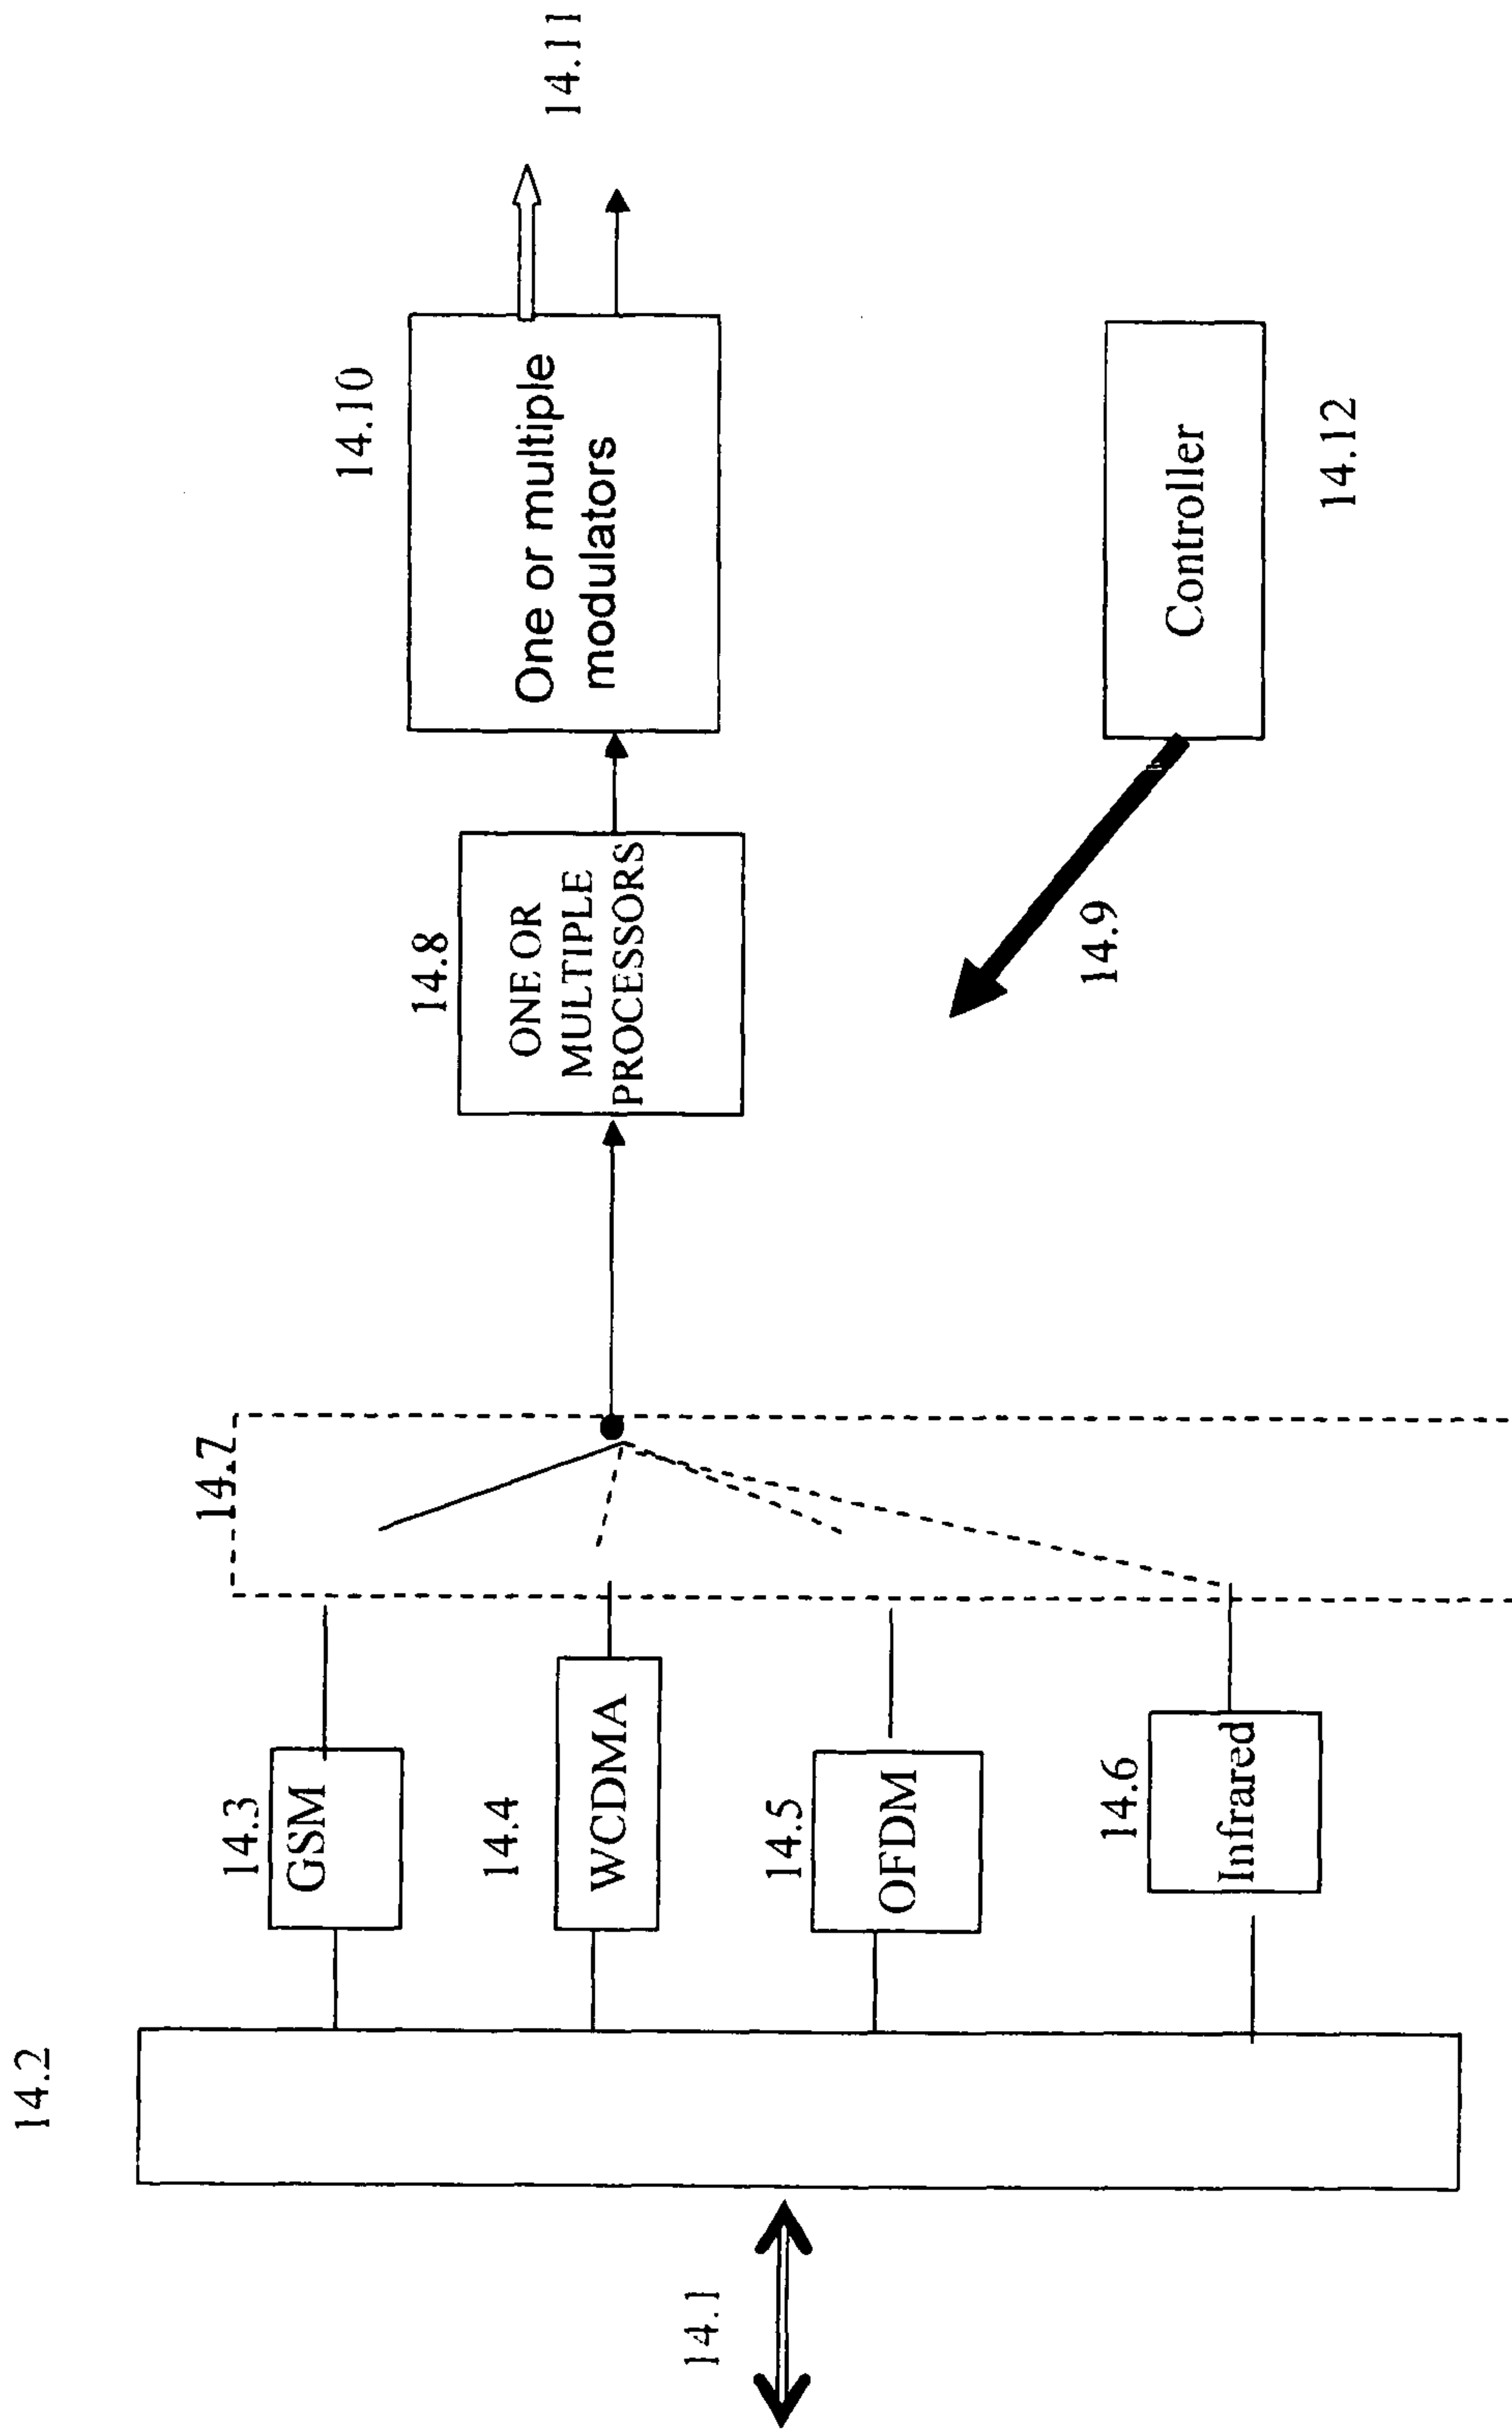 14.1
14.2
14.3
GSM
14.4
WCDMA
14.5
OFDM
14.6
Infrared
14.7
14.8
ONE OR
MULTIPLE
PROCESSORS
14.9
14.10
One or multiple
modulators
14.11
Controller
14.12